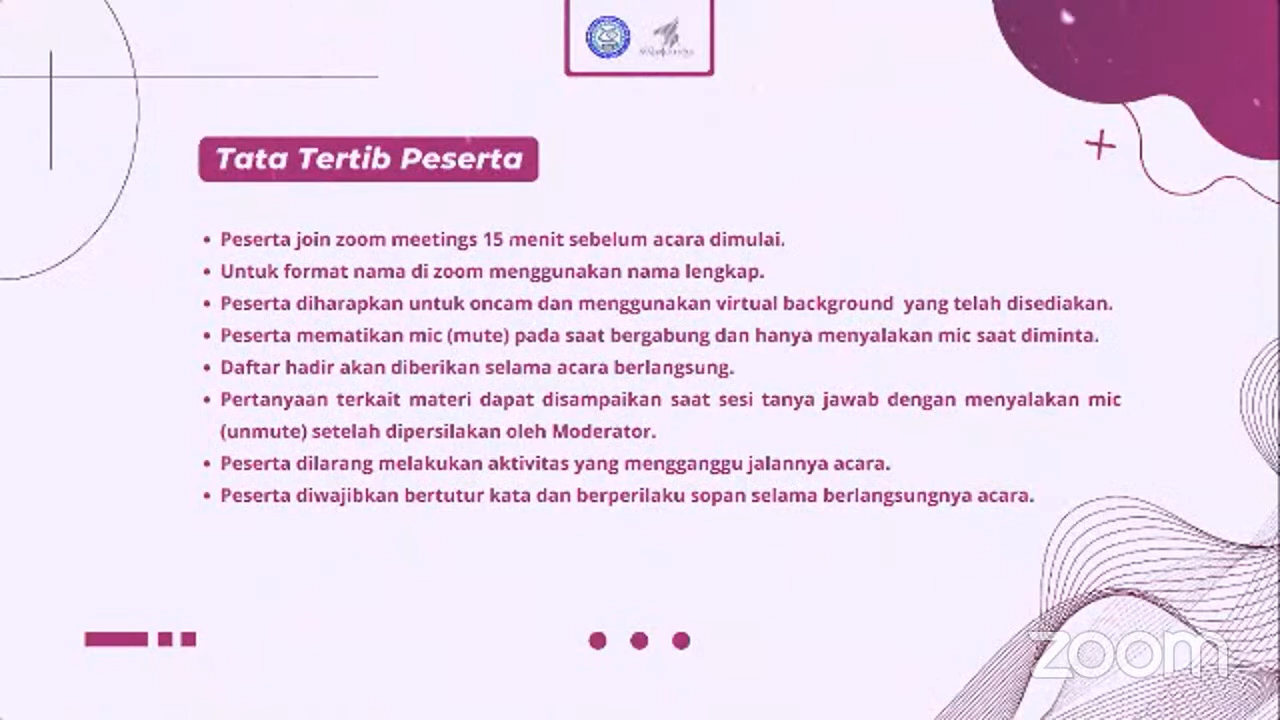 Tata Tertib Peserta
• Peserta join zoom meetings 15 menit sebelum acara dimulai.
• Untuk format nama di zoom menggunakan nama lengkap.
• Peserta diharapkan untuk oncam dan menggunakan virtual background yang telah disediakan.
• Peserta mematikan mic (mute) pada saat bergabung dan hanya menyalakan mic saat diminta.
• Daftar hadir akan diberikan selama acara berlangsung.
• Pertanyaan terkait materi dapat disampaikan saat sesi tanya jawab dengan menyalakan mic
(unmute) setelah dipersilakan oleh Moderator.
• Peserta dilarang melakukan aktivitas yang mengganggu jalannya acara.
• Peserta diwajibkan bertutur kata dan berperilaku sopan selama berlangsungnya acara.
zoom